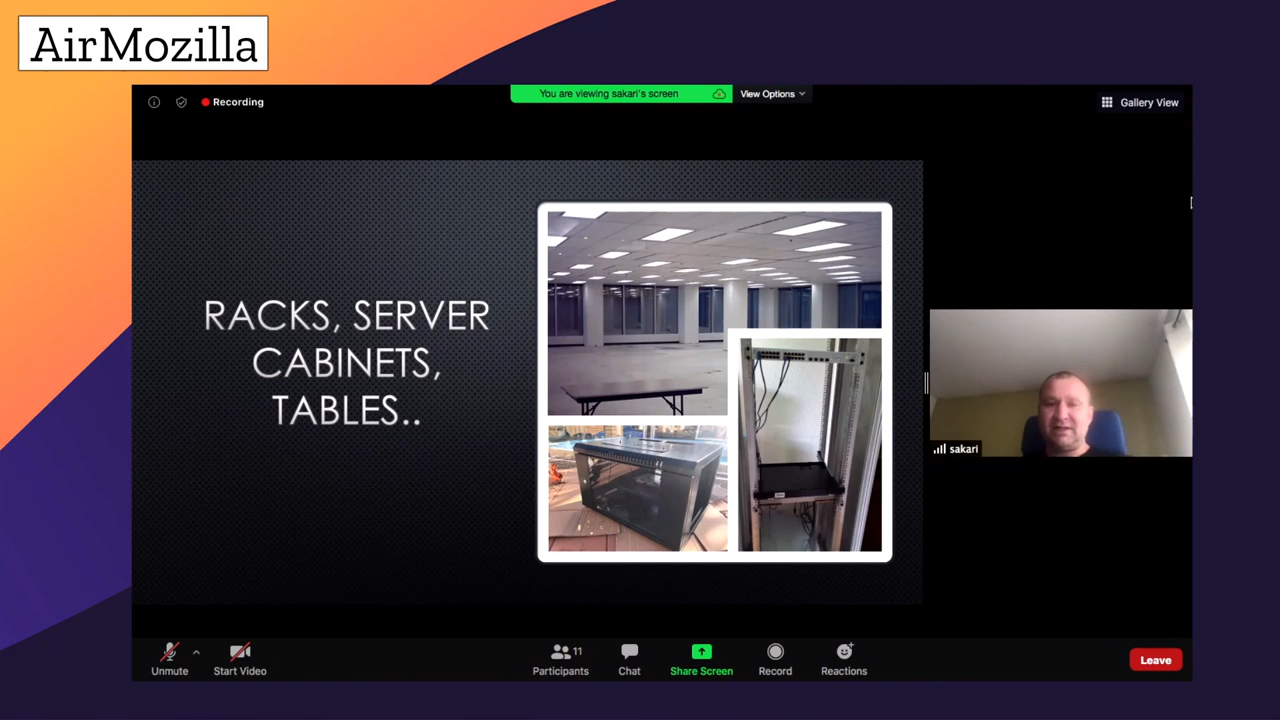 AirMozilla
Recording
You are viewing sakari's screen
View Options
Gallery View
RACKS, SERVER
CABINETS,
TABLES..
sakari
Unmute
Start Video
11
Participants
Chat
Share Screen
Record
Reactions
Leave